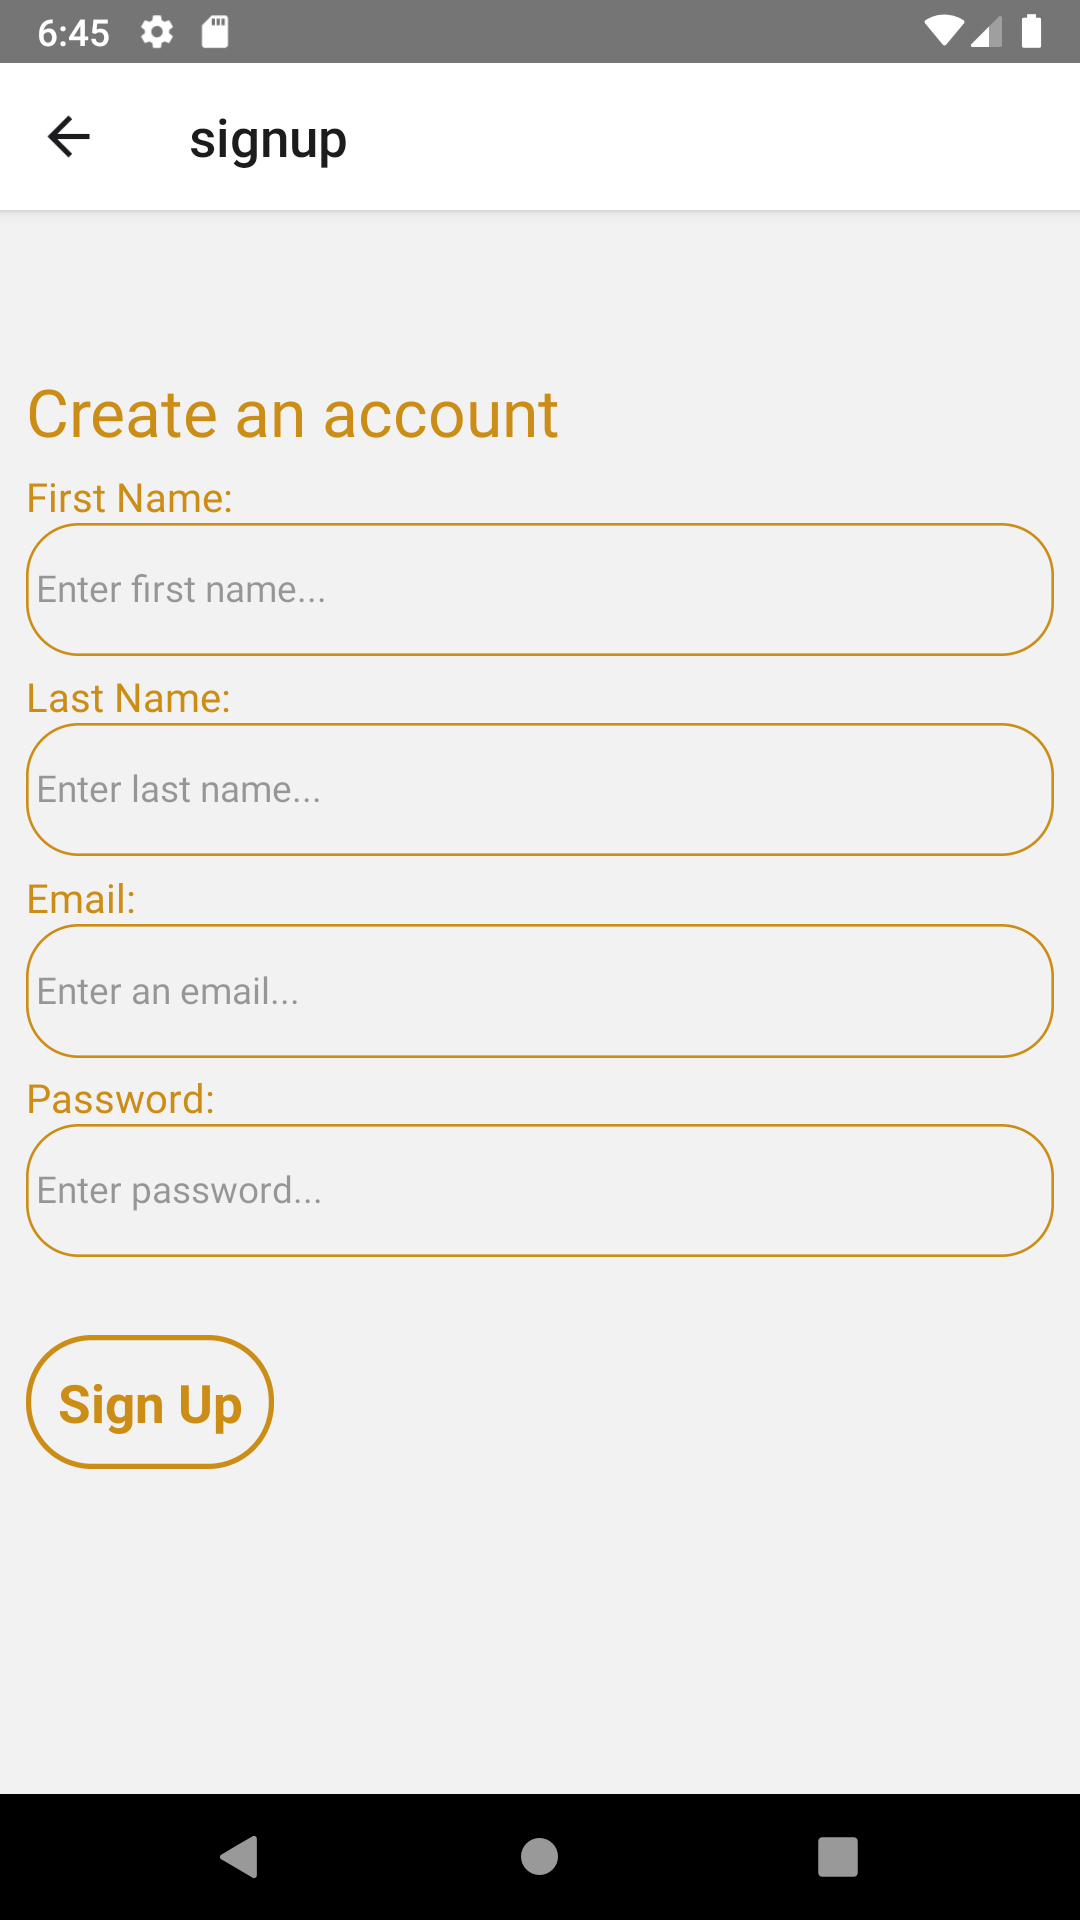 6:45
signup
Create an account
First Name:
Enter first name...
Last Name:
Enter last name...
Email:
Enter an email...
Password:
Enter password...
Sign Up